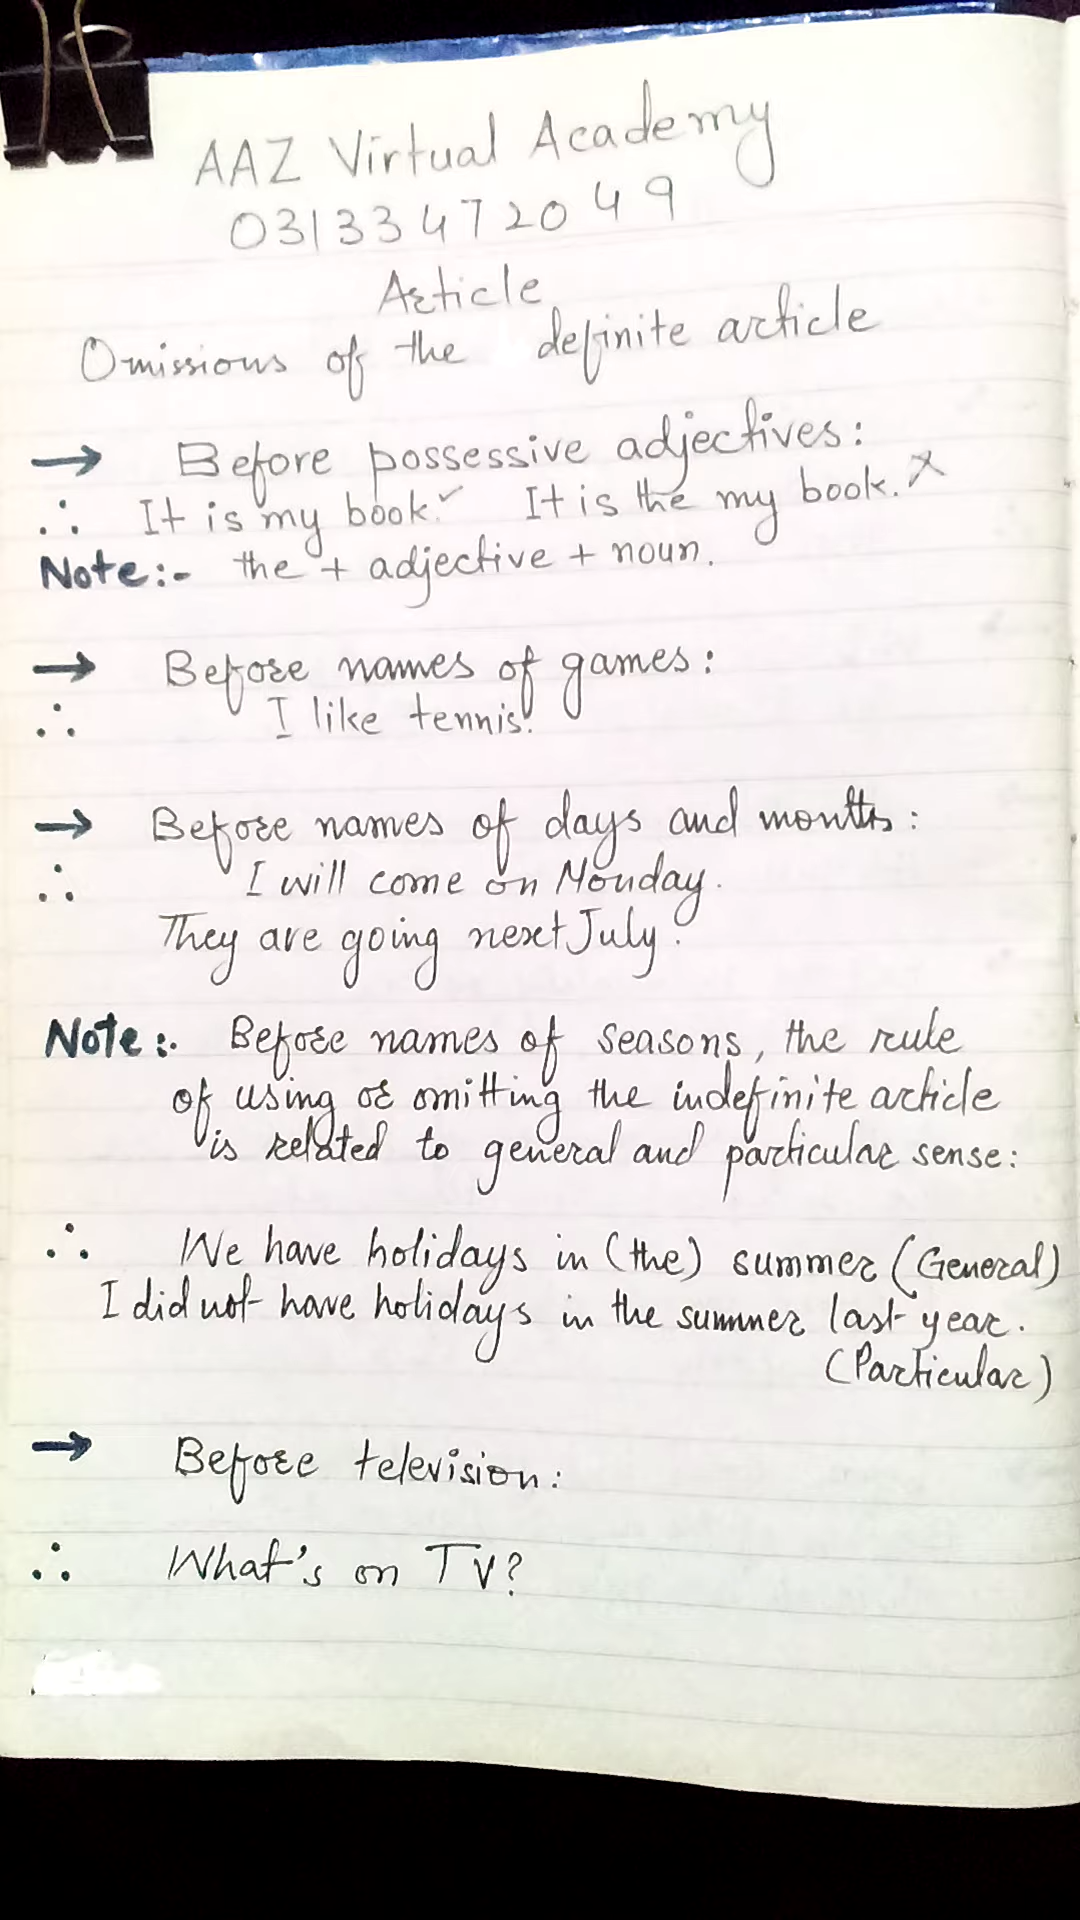 AAZ Virtual Academy
03133472049
Article
Omissions of the definite article
→ Before possessive adjectives:
∴ It is my book.✓ It is the my book.✗
Note:- the + adjective + noun.
→ Before names of games:
∴ I like tennis.
→ Before names of days and months:
∴ I will come on Monday.
They are going next July.
Note:- Before names of seasons, the rule
of using or omitting the indefinite article
is related to general and particular sense:
∴ We have holidays in (the) summer (General)
I did not have holidays in the summer last year.
(Particular)
→ Before television:
∴ What's on TV?